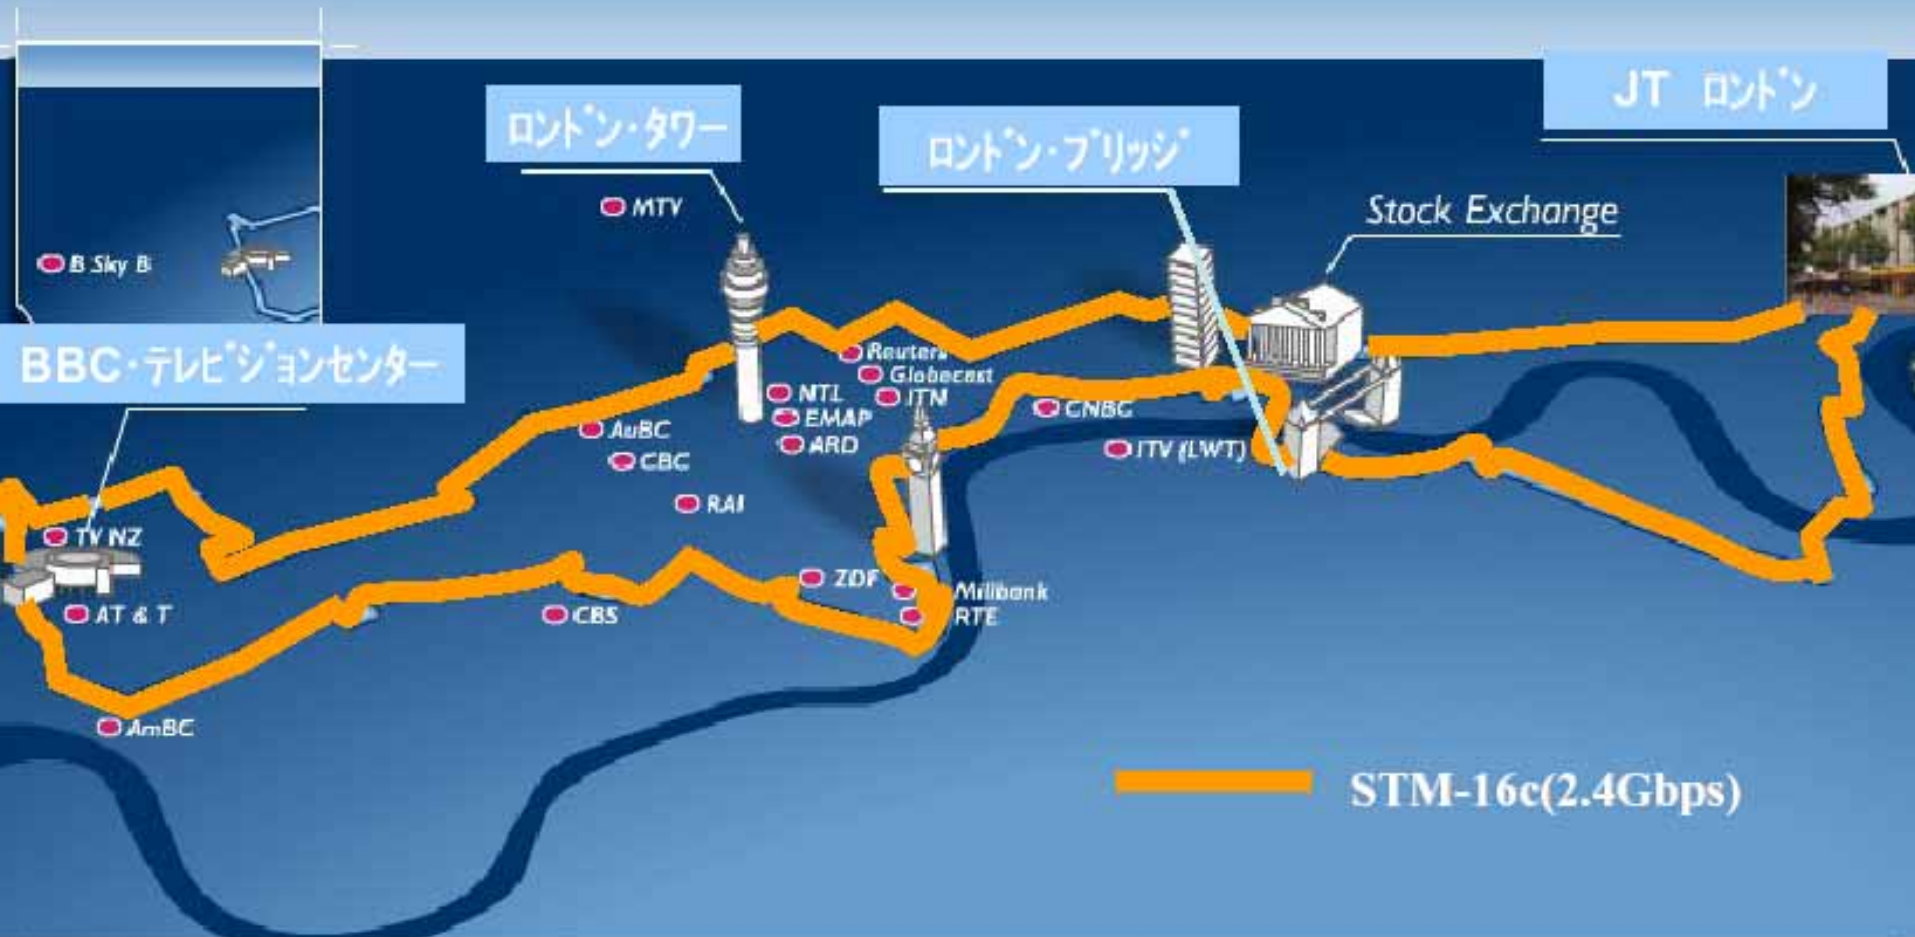 JT ロンドン
ロンドン・タワー
ロンドン・ブリッジ
MTV
Stock Exchange
B Sky B
BBC・テレビジョンセンター
Reuters
Globecast
NTL
ITN
EMAP
CNBC
AuBC
ARD
ITV (LWT)
CBC
RAI
TV NZ
ZDF
Millbank
AT & T
CBS
RTE
AmBC
STM-16c(2.4Gbps)